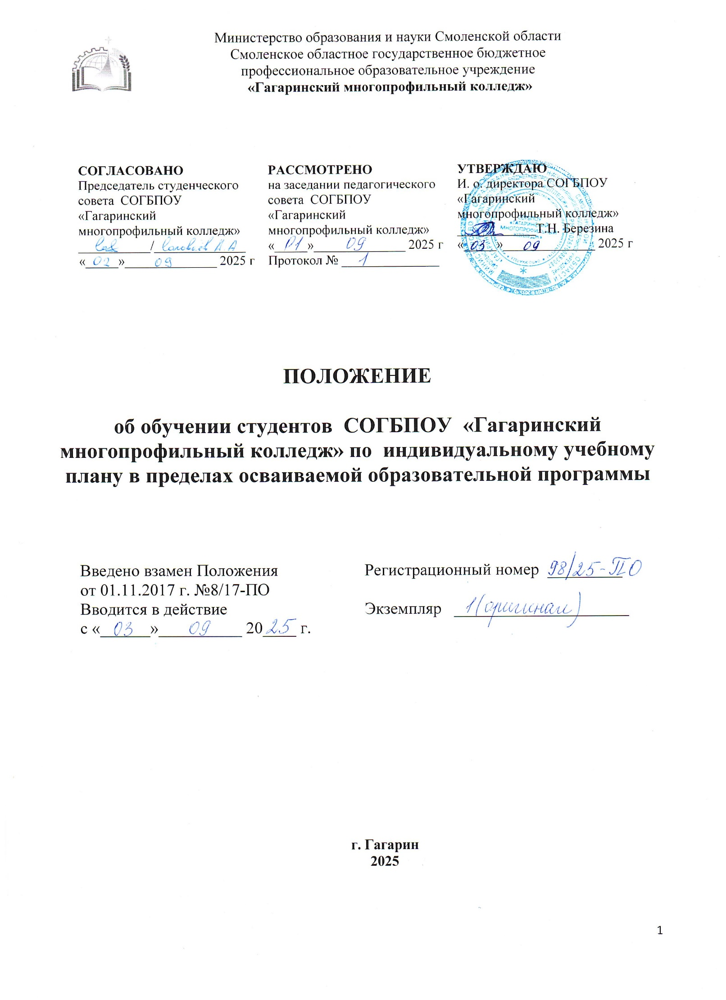 Министерство образования и науки Смоленской области
Смоленское областное государственное бюджетное
профессиональное образовательное учреждение
«Гагаринский многопрофильный колледж»
СОГЛАСОВАНО
Председатель студенческого
совета СОГБПОУ
«Гагаринский
многопрофильный колледж»
/ Соловьёв А.А
«02» 09 2025 г
РАССМОТРЕНО
на заседании педагогического
совета СОГБПОУ
«Гагаринский
многопрофильный колледж»
«01» 09 2025 г
Протокол № 1
УТВЕРЖДАЮ
И. о. директора СОГБПОУ
«Гагаринский
многопрофильный колледж»
Т.Н. Березина
«03» 09 2025 г
ПОЛОЖЕНИЕ
об обучении студентов СОГБПОУ «Гагаринский
многопрофильный колледж» по индивидуальному учебному
плану в пределах осваиваемой образовательной программы
Введено взамен Положения
от 01.11.2017 г. №8/17-ПО
Вводится в действие
с «03» 09 2025 г.
Регистрационный номер 98/25-ПО
Экземпляр 1(оригинал)
г. Гагарин
2025
1